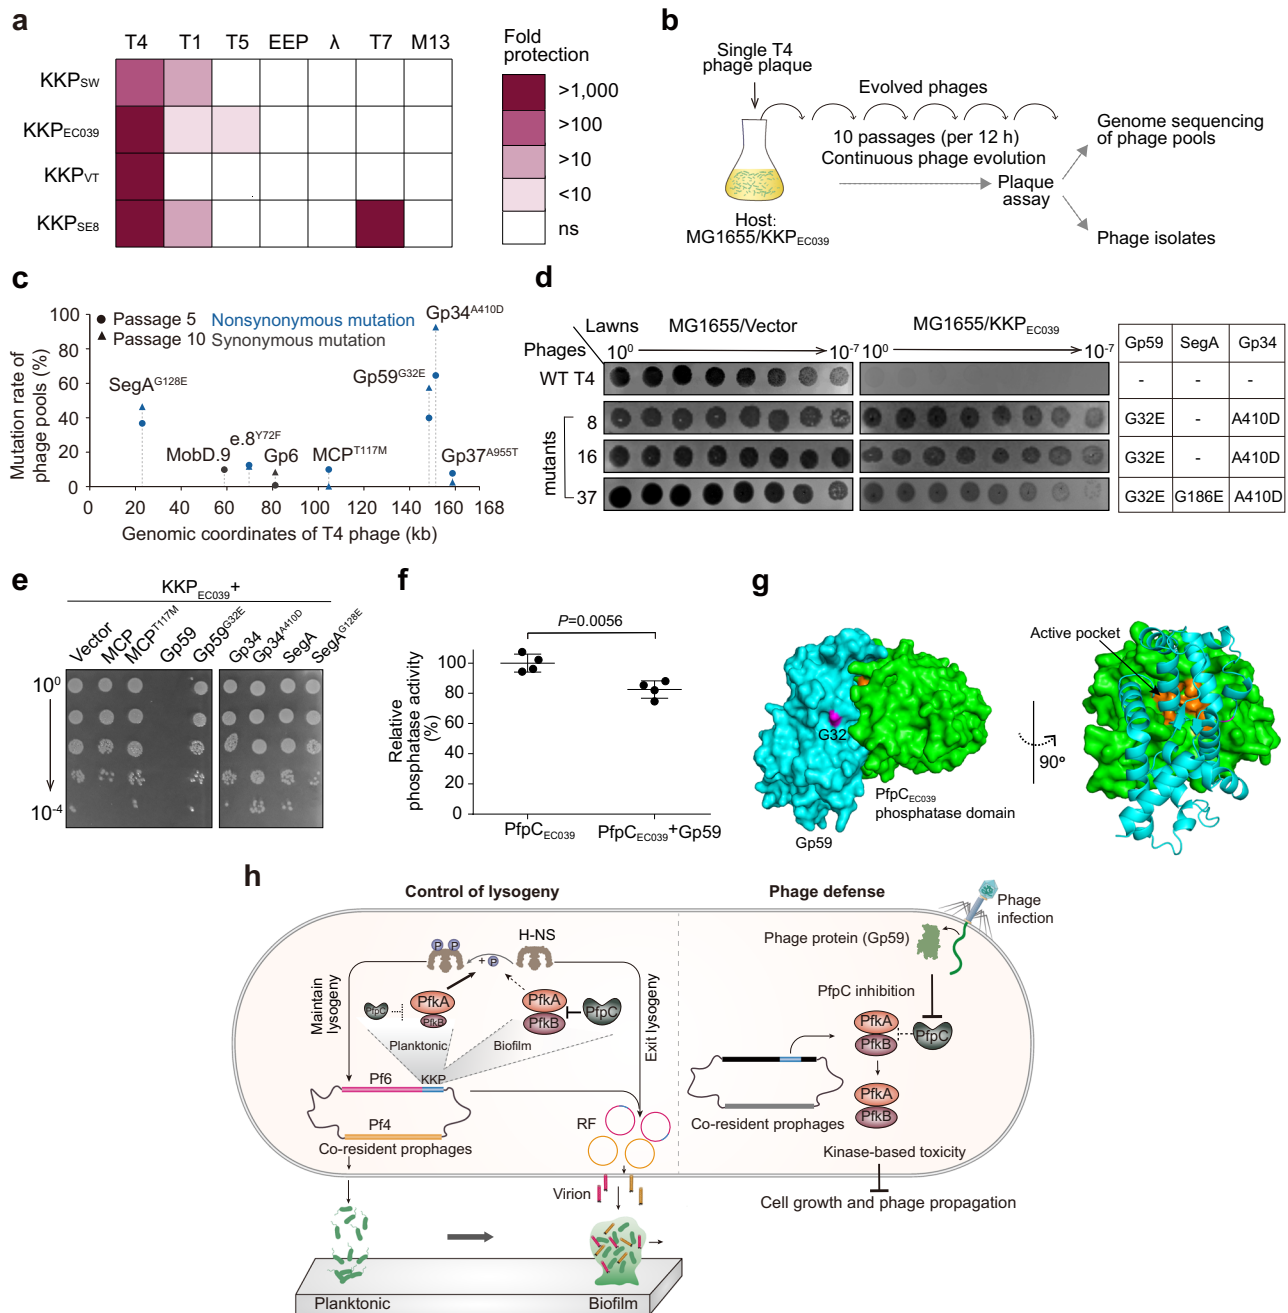 a
T4 T1 T5 EEP λ T7 M13
KKPSW
KKPEC039
KKPVT
KKPSE8
Fold
protection
>1,000
>100
>10
<10
ns
b
Single T4
phage plaque
Evolved phages
10 passages (per 12 h)
Continuous phage evolution
Host:
MG1655/KKPEC039
Plaque
assay
Genome sequencing
of phage pools
Phage isolates
c
Mutation rate of
phage pools (%)
100
80
60
40
20
0
Passage 5 Nonsynonymous mutation
Passage 10 Synonymous mutation
Gp34A410D
SegAG128E
Gp59G32E
MobD.9
e.8Y72F
Gp6
MCPT117M
Gp37A955T
0 20 40 60 80 100 120 140 160 168
Genomic coordinates of T4 phage (kb)
d
Lawns
Phages
MG1655/Vector
MG1655/KKPEC039
10⁰ 10⁻⁷ 10⁰ 10⁻⁷
WT T4
mutants
8
16
37
Gp59 SegA Gp34
- - -
G32E - A410D
G32E - A410D
G32E G186E A410D
e
KKPEC039+
Vector
MCP
MCPT117M
Gp59
Gp59G32E
Gp34
Gp34A410D
SegA
SegAG128E
10⁰
10⁻⁴
f
Relative
phosphatase activity
(%)
P=0.0056
100
80
60
40
20
0
PfpCEC039
PfpCEC039+Gp59
g
G32
Gp59
PfpCEC039
phosphatase domain
90º
Active pocket
h
Control of lysogeny
Phage defense
P P
+ P
H-NS
Maintain
lysogeny
PfpC
PfkA
PfkB
PfkA
PfkB
PfpC
Exit lysogeny
Planktonic
Biofilm
Pf6
KKP
Pf4
Co-resident prophages
RF
Virion
Planktonic
Biofilm
Phage
infection
Phage protein (Gp59)
PfpC inhibition
PfkA
PfkB
PfpC
PfkA
PfkB
Co-resident prophages
Kinase-based toxicity
Cell growth and phage propagation